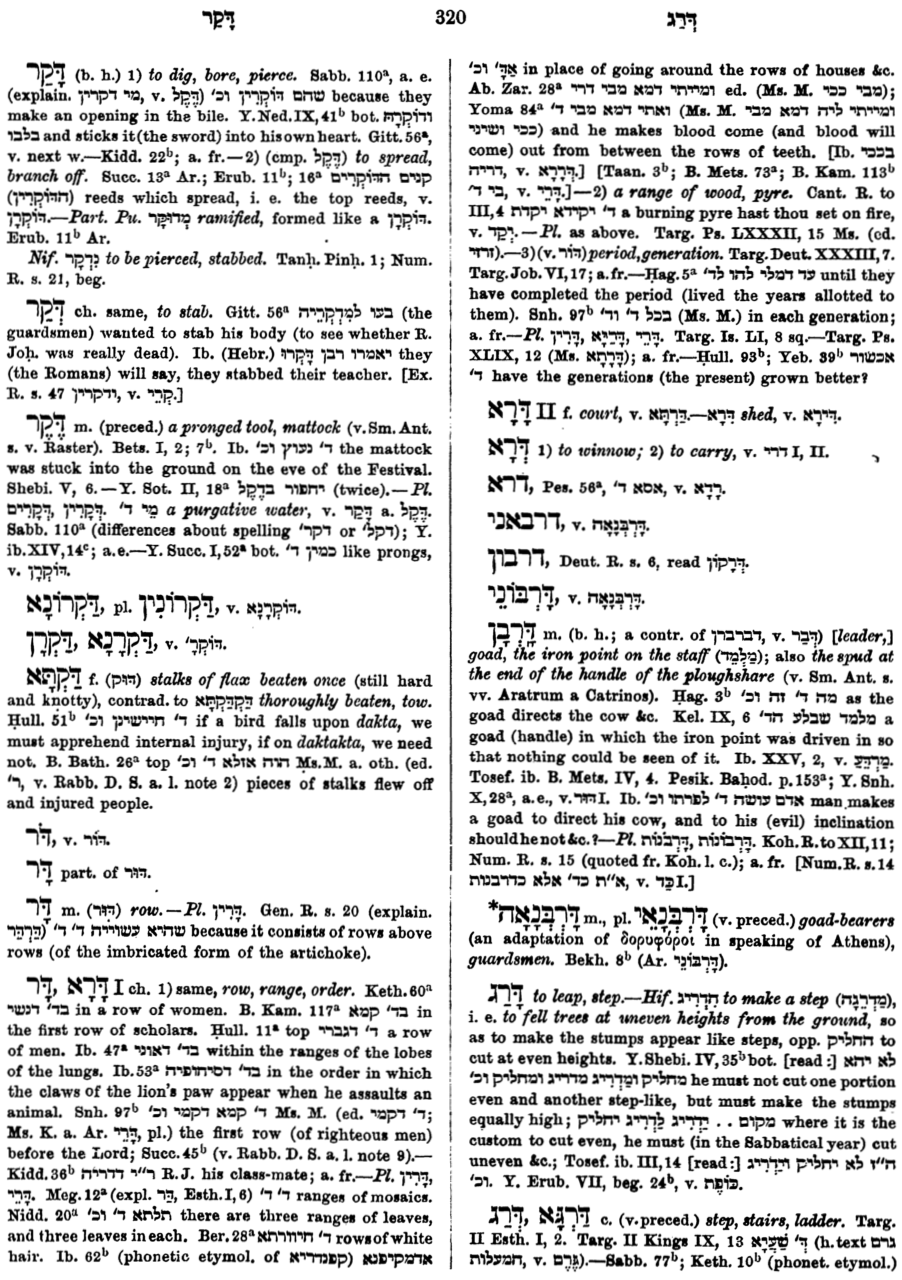 דָּקַר
320
דָּרַג
דָּקַר (b. h.) 1) to dig, bore, pierce. Sabb. 110ᵃ, a. e.
(explain. מי דקרין, v. דֶּקֶל) שהם דּוֹקְרִין וכ׳ because they
make an opening in the bile. Y. Ned. IX, 41ᵇ bot. ודוקרהּ
בלבו and sticks it (the sword) into his own heart. Gitt. 56ᵃ,
v. next w.—Kidd. 22ᵇ; a. fr.—2) (cmp. דֶּקֶל) to spread,
branch off. Succ. 13ᵃ Ar.; Erub. 11ᵇ; 16ᵃ קנים הדּוֹקְרִים
(הדּוֹקְרִין) reeds which spread, i. e. the top reeds, v.
דּוֹקְרָן.—Part. Pu. מְדוּקָּר ramified, formed like a דּוֹקְרָן.
Erub. 11ᵇ Ar.
Nif. נִדְקַר to be pierced, stabbed. Tanḥ. Pinḥ. 1; Num.
R. s. 21, beg.
דְּקַר ch. same, to stab. Gitt. 56ᵃ בעו למִדְקְרֵיהּ (the
guardsmen) wanted to stab his body (to see whether R.
Joḥ. was really dead). Ib. (Hebr.) יאמרו רבן דָּקְרוּ they
(the Romans) will say, they stabbed their teacher. [Ex.
R. s. 47 ודקריין, v. קְרֵי.]
דֶּקֶר m. (preced.) a pronged tool, mattock (v. Sm. Ant.
s. v. Raster). Bets. I, 2; 7ᵇ. Ib. ד׳ נעוץ וכ׳ the mattock
was stuck into the ground on the eve of the Festival.
Shebi. V, 6.—Y. Sot. II, 18ᵃ יחפור בדֶקֶל (twice).—Pl.
דְּקָרִין, דְּקָרִים. מֵי ד׳ a purgative water, v. דָּקַר a. דֶּקֶל.
Sabb. 110ᵃ (differences about spelling דקל׳ or דקר׳); Y.
ib. XIV, 14ᶜ; a. e.—Y. Succ. I, 52ᵃ bot. כמין ד׳ like prongs,
v. דּוֹקְרָן.
דַּקְרוֹנָא, pl. דַּקְרוֹנִין, v. דּוֹקְרָנָא.
דַּקְרָנָא, דַּקְרָן, v. דּוֹקְרָ׳.
דַּקְתָּא f. (דּוּק) stalks of flax beaten once (still hard
and knotty), contrad. to דַּקְדַּקְתָּא thoroughly beaten, tow.
Ḥull. 51ᵇ ד׳ חיישינן וכ׳ if a bird falls upon dakta, we
must apprehend internal injury, if on daktakta, we need
not. B. Bath. 26ᵃ top הוה אזלא ד׳ וכ׳ Ms. M. a. oth. (ed.
ר׳, v. Rabb. D. S. a. l. note 2) pieces of stalks flew off
and injured people.
דֹּר, v. דּוֹר.
דָּר part. of דּוּר.
דָּר m. (דּוּר) row.—Pl. דָּרִין. Gen. R. s. 20 (explain.
דַּרְדַּר) שהיא עשוייה ד׳ ד׳ because it consists of rows above
rows (of the imbricated form of the artichoke).
דָּרָא, דָּר I ch. 1) same, row, range, order. Keth. 60ᵃ
בד׳ דנשי in a row of women. B. Kam. 117ᵃ בד׳ קמא in
the first row of scholars. Ḥull. 11ᵃ top ד׳ דגברי a row
of men. Ib. 47ᵃ בד׳ דאוני within the ranges of the lobes
of the lungs. Ib. 53ᵃ בד׳ דסיחופיה in the order in which
the claws of the lion's paw appear when he assaults an
animal. Snh. 97ᵇ ד׳ קמא דקמי וכ׳ Ms. M. (ed. ד׳ דקמי;
Ms. K. a. Ar. דָּרֵי, pl.) the first row (of righteous men)
before the Lord; Succ. 45ᵇ (v. Rabb. D. S. a. l. note 9).—
Kidd. 36ᵇ ר״י דדריה R. J. his class-mate; a. fr.—Pl. דָּרִין,
דָּרֵי. Meg. 12ᵃ (expl. דַּר, Esth. I, 6) ד׳ ד׳ ranges of mosaics.
Nidd. 20ᵃ תלתא ד׳ וכ׳ there are three ranges of leaves,
and three leaves in each. Ber. 28ᵃ ד׳ חיוורתא rows of white
hair. Ib. 62ᵇ (phonetic etymol. of קפנדריא) אדמקיפנא
אַדָּ׳ וכ׳ in place of going around the rows of houses &c.
Ab. Zar. 28ᵃ ומייתי דמא מבי דרי ed. (Ms. M. מבי ככי);
Yoma 84ᵃ ואתי דמא מבי ד׳ (Ms. M. ומייתי ליה דמא מבי
ככי ושיני) and he makes blood come (and blood will
come) out from between the rows of teeth. [Ib. בככי
דריה, v. דָּרָרָא.] [Taan. 3ᵇ; B. Mets. 73ᵃ; B. Kam. 113ᵇ
בי ד׳, v. דָּרֵי.]—2) a range of wood, pyre. Cant. R. to
III, 4 ד׳ יקידא יקדת a burning pyre hast thou set on fire,
v. יְקַד.—Pl. as above. Targ. Ps. LXXXII, 15 Ms. (ed.
זרדי).—3) (v. דּוֹר) period, generation. Targ. Deut. XXXIII, 7.
Targ. Job. VI, 17; a. fr.—Ḥag. 5ᵃ עד דמלי להו לד׳ until they
have completed the period (lived the years allotted to
them). Snh. 97ᵇ בכל ד׳ וד׳ (Ms. M.) in each generation;
a. fr.—Pl. דָּרֵי, דָּרַיָּא, דָּרִין. Targ. Is. LI, 8 sq.—Targ. Ps.
XLIX, 12 (Ms. דָּרָתָא); a. fr.—Ḥull. 93ᵇ; Yeb. 39ᵇ אכשור
ד׳ have the generations (the present) grown better?
דָּרָא II f. court, v. דַּרְתָּא.—דִּרָא shed, v. דִּירָא.
דְּרָא 1) to winnow; 2) to carry, v. דרי I, II.
דרא, Pes. 56ᵃ, אסא ד׳, v. רָדָא.
דרבאני, v. דָּרְבְּנָאָה.
דרבון, Deut. R. s. 6, read דְּרָקוֹן.
דָּרְבּוֹנֵי, v. דָּרְבְּנָאָה.
דָּרְבָן m. (b. h.; a contr. of דברברן, v. דְּבַר) [leader,]
goad, the iron point on the staff (מַלְמֵד); also the spud at
the end of the handle of the ploughshare (v. Sm. Ant. s.
vv. Aratrum a Catrinos). Ḥag. 3ᵇ מה ד׳ זה וכ׳ as the
goad directs the cow &c. Kel. IX, 6 מלמד שבלע הד׳ a
goad (handle) in which the iron point was driven in so
that nothing could be seen of it. Ib. XXV, 2, v. מַרְדֵּעַ.
Tosef. ib. B. Mets. IV, 4. Pesik. Baḥod. p. 153ᵃ; Y. Snh.
X, 28ᵃ, a. e., v. דּוּר I. Ib. אדם עושה ד׳ לפרתו וכ׳ man makes
a goad to direct his cow, and to his (evil) inclination
should he not &c.?—Pl. דָּרְבוֹנוֹת, דָּרְבֹנוֹת. Koh. R. to XII, 11;
Num. R. s. 15 (quoted fr. Koh. l. c.); a. fr. [Num. R. s. 14
א״ת כד׳ אלא כדרבנות, v. כַּד I.]
*דָּרְבְּנָאָה m., pl. דָּרְבְּנָאֵי (v. preced.) goad-bearers
(an adaptation of δορυφόροι in speaking of Athens),
guardsmen. Bekh. 8ᵇ (Ar. דָּרְבּוֹנֵי).
דָּרַג to leap, step.—Hif. הִדְרִיג to make a step (מַדְרֵגָה),
i. e. to fell trees at uneven heights from the ground, so
as to make the stumps appear like steps, opp. החליק to
cut at even heights. Y. Shebi. IV, 35ᵇ bot. [read:] לא יהא
מחליק ומַדְרִיג מדריג ומחליק וכ׳ he must not cut one portion
even and another step-like, but must make the stumps
equally high; מקום .. יַדְרִיג לְהַדְרִיג יחליק where it is the
custom to cut even, he must (in the Sabbatical year) cut
uneven &c.; Tosef. ib. III, 14 [read:] ה״ז לא יחליק וְיַדְרִיג
וכ׳. Y. Erub. VII, beg. 24ᵇ, v. כּוֹפֶת.
דַּרְגָּא, דְּרַג c. (v. preced.) step, stairs, ladder. Targ.
II Esth. I, 2. Targ. II Kings IX, 13 דְּ׳ שָׁעַיָּא (h. text גרם
המעלות, v. גֶּרֶם).—Sabb. 77ᵇ; Keth. 10ᵇ (phonet. etymol.)